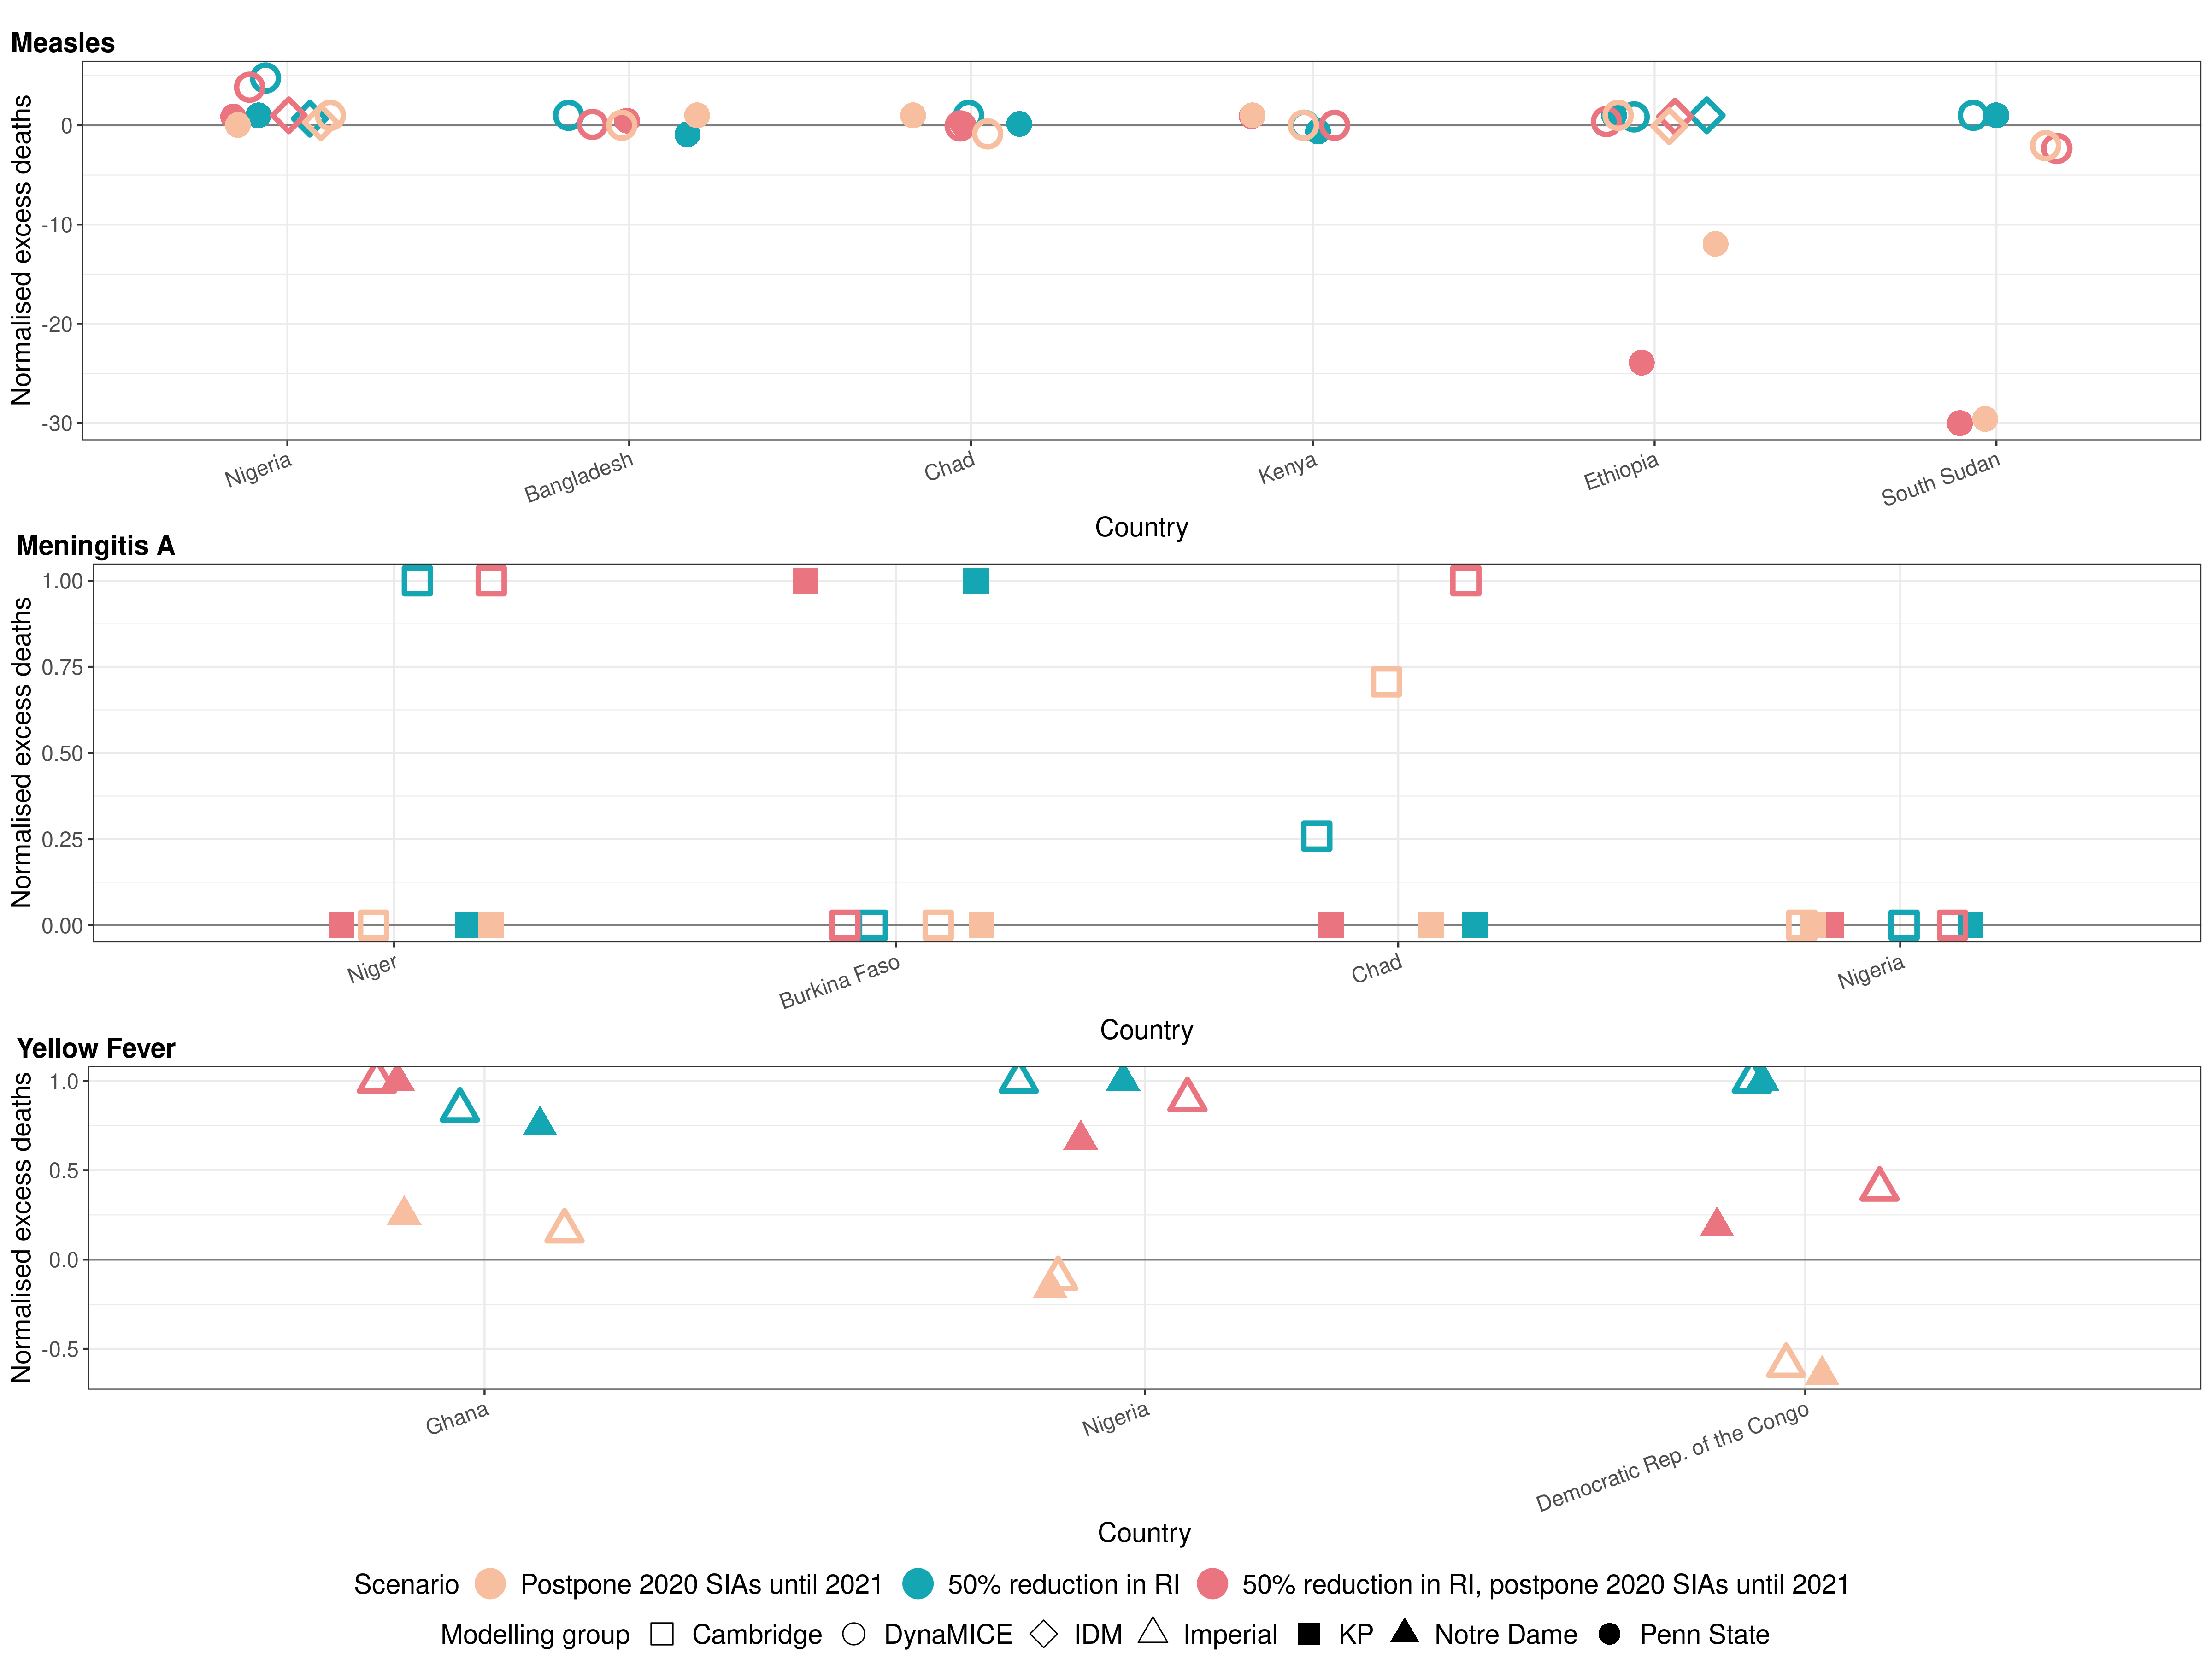 Measles
Normalised excess deaths
0
-10
-20
-30
Nigeria
Bangladesh
Chad
Kenya
Ethiopia
South Sudan
Country
Meningitis A
Normalised excess deaths
1.00
0.75
0.50
0.25
0.00
Niger
Burkina Faso
Chad
Nigeria
Country
Yellow Fever
Normalised excess deaths
1.0
0.5
0.0
-0.5
Ghana
Nigeria
Democratic Rep. of the Congo
Country
Scenario Postpone 2020 SIAs until 2021 50% reduction in RI 50% reduction in RI, postpone 2020 SIAs until 2021
Modelling group Cambridge DynaMICE IDM Imperial KP Notre Dame Penn State